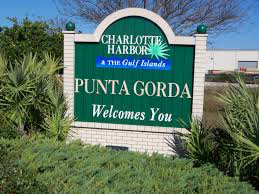 CHARLOTTE
HARBOR
& THE Gulf Islands
PUNTA GORDA
Welcomes You